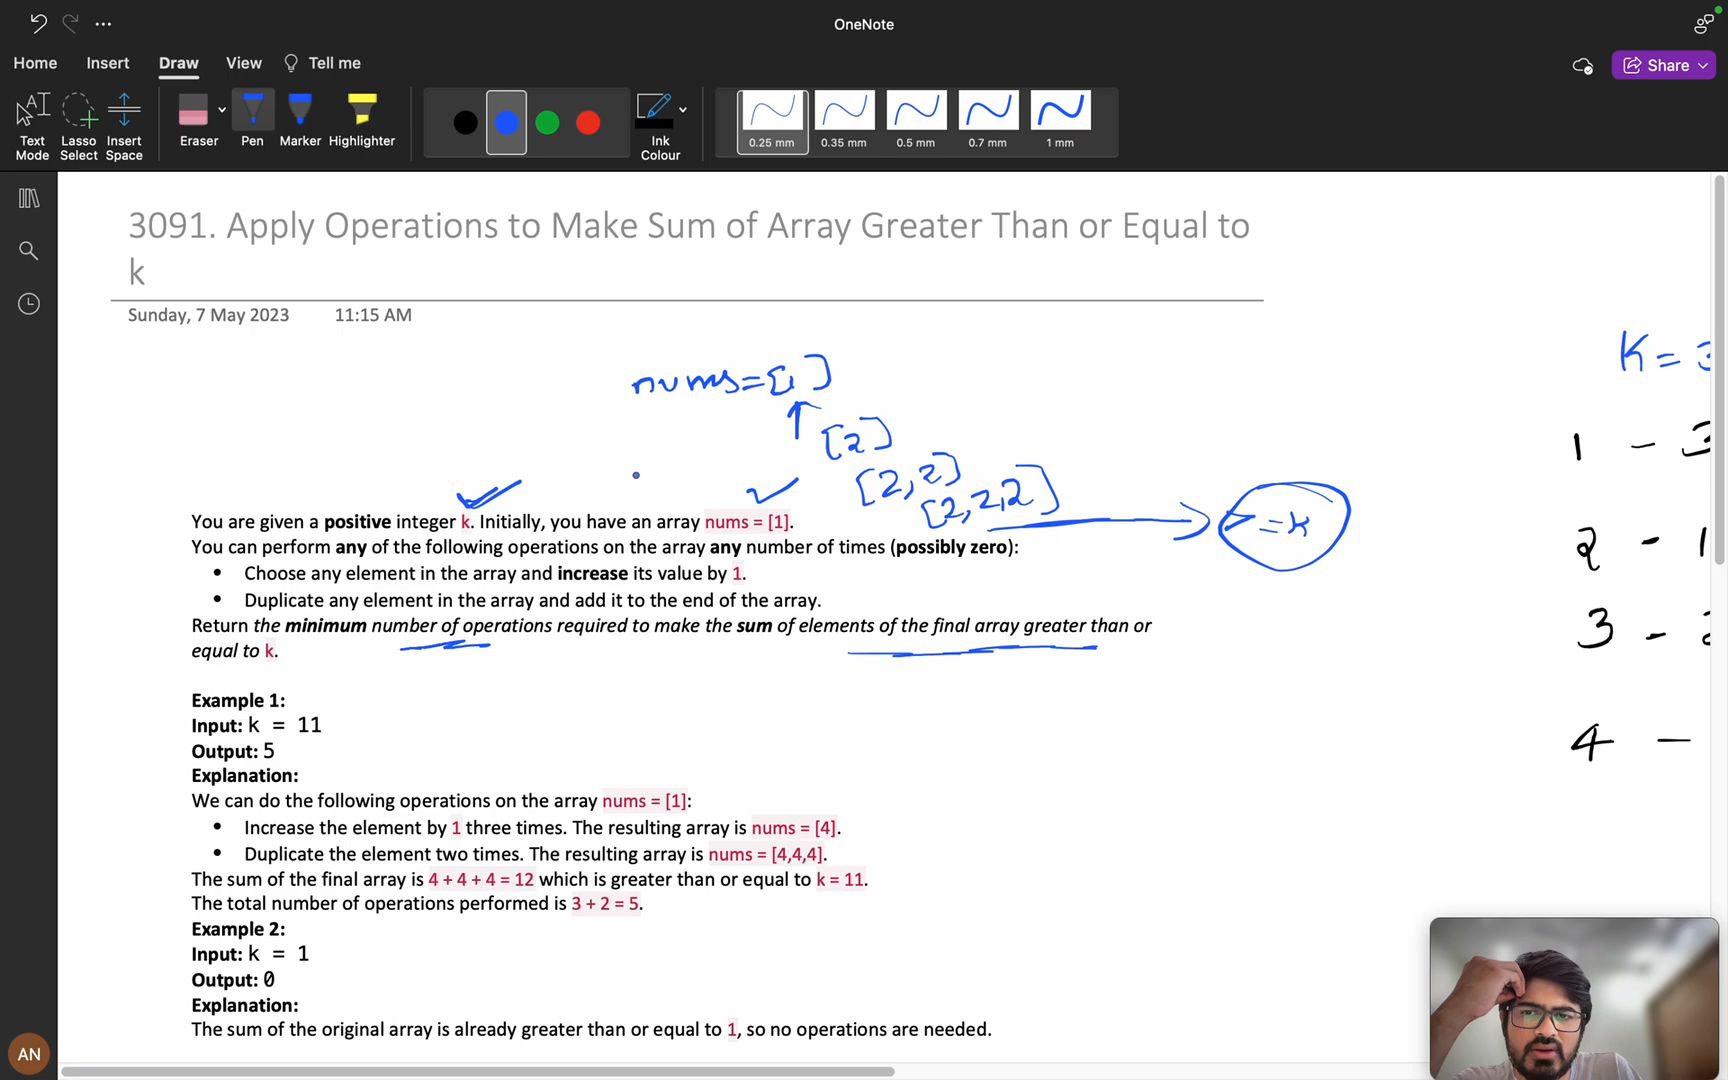 OneNote
Home Insert Draw View Tell me
Share
Text Mode
Lasso Select
Insert Space
Eraser
Pen
Marker
Highlighter
Ink Colour
0.25 mm
0.35 mm
0.5 mm
0.7 mm
1 mm
3091. Apply Operations to Make Sum of Array Greater Than or Equal to
k
Sunday, 7 May 2023 11:15 AM
nums=[1]
[2]
[2,2]
[2,2,2]
= k
K = 3
1 - 3
2 - 1
3 - 2
4 -
You are given a positive integer k. Initially, you have an array nums = [1].
You can perform any of the following operations on the array any number of times (possibly zero):
• Choose any element in the array and increase its value by 1.
• Duplicate any element in the array and add it to the end of the array.
Return the minimum number of operations required to make the sum of elements of the final array greater than or
equal to k.
Example 1:
Input: k = 11
Output: 5
Explanation:
We can do the following operations on the array nums = [1]:
• Increase the element by 1 three times. The resulting array is nums = [4].
• Duplicate the element two times. The resulting array is nums = [4,4,4].
The sum of the final array is 4 + 4 + 4 = 12 which is greater than or equal to k = 11.
The total number of operations performed is 3 + 2 = 5.
Example 2:
Input: k = 1
Output: 0
Explanation:
The sum of the original array is already greater than or equal to 1, so no operations are needed.
AN